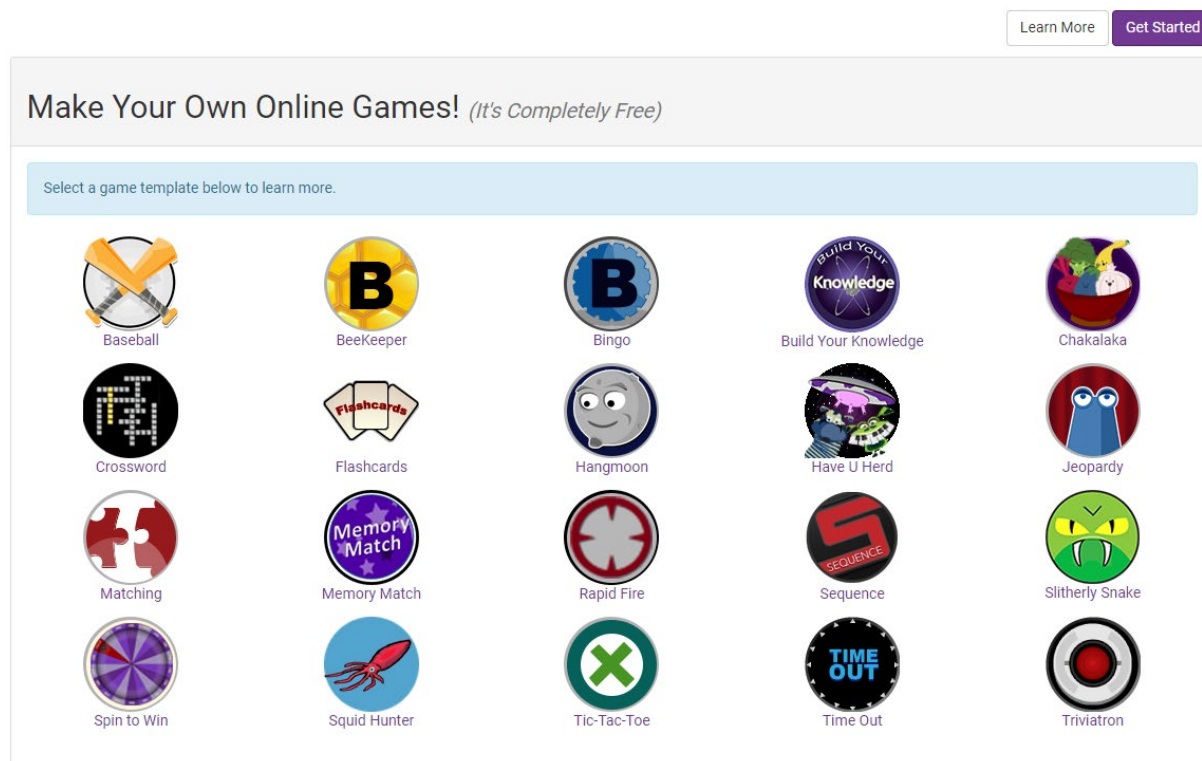 Learn More Get Started
Make Your Own Online Games! (It's Completely Free)
Select a game template below to learn more.
B B Build Your
Knowledge
Baseball BeeKeeper Bingo Build Your Knowledge Chakalaka
Flashcards
Crossword Flashcards Hangmoon Have U Herd Jeopardy
Memory
Match
SEQUENCE
Matching Memory Match Rapid Fire Sequence Slitherly Snake
TIME
OUT
Spin to Win Squid Hunter Tic-Tac-Toe Time Out Triviatron